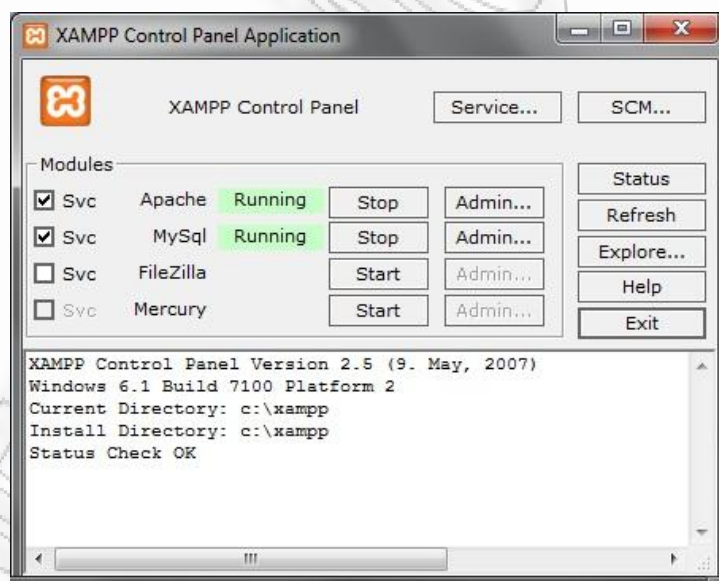 XAMPP Control Panel Application
XAMPP Control Panel Service... SCM...
Modules
Svc Apache Running Stop Admin...
Svc MySql Running Stop Admin...
Svc FileZilla Start Admin...
Svc Mercury Start Admin...
Status
Refresh
Explore...
Help
Exit
XAMPP Control Panel Version 2.5 (9. May, 2007)
Windows 6.1 Build 7100 Platform 2
Current Directory: c:\xampp
Install Directory: c:\xampp
Status Check OK